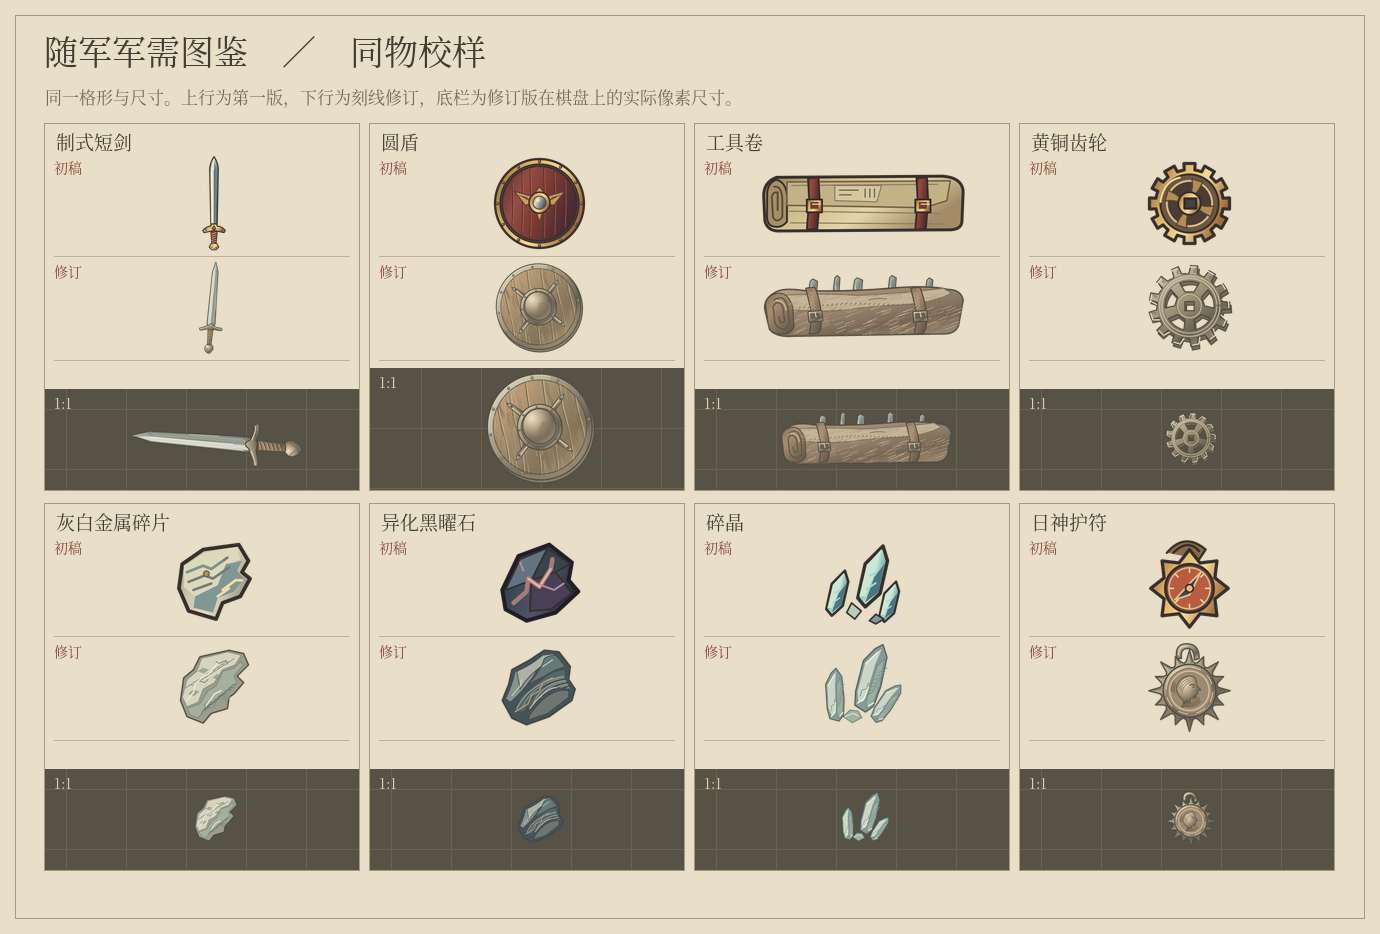 随军军需图鉴 ／ 同物校样
同一格形与尺寸。上行为第一版，下行为刻线修订，底栏为修订版在棋盘上的实际像素尺寸。
制式短剑
初稿
修订
1:1
圆盾
初稿
修订
1:1
工具卷
初稿
修订
1:1
黄铜齿轮
初稿
修订
1:1
灰白金属碎片
初稿
修订
1:1
异化黑曜石
初稿
修订
1:1
碎晶
初稿
修订
1:1
日神护符
初稿
修订
1:1